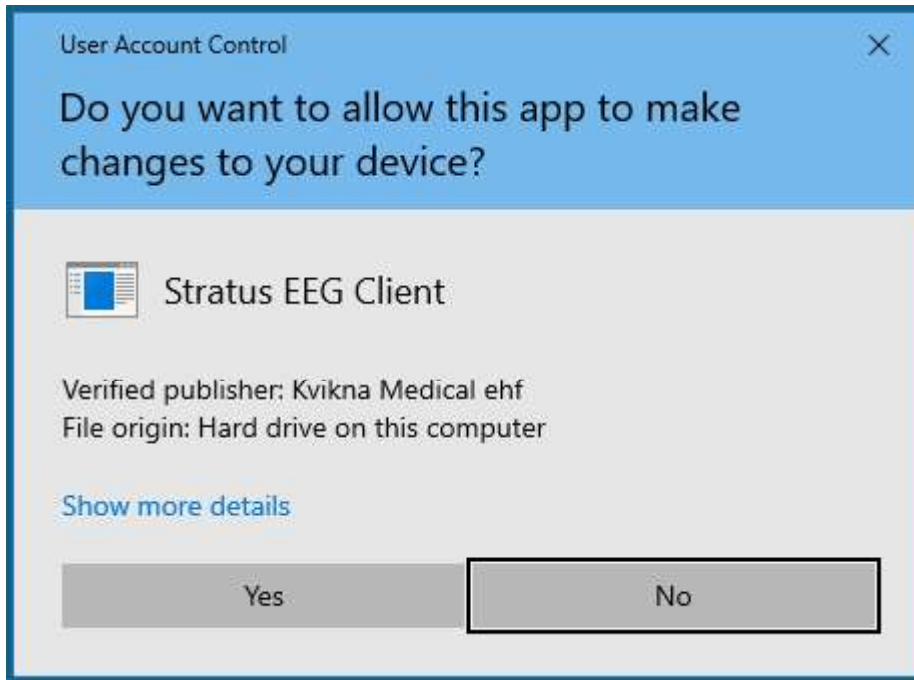 User Account Control
Do you want to allow this app to make
changes to your device?
Stratus EEG Client
Verified publisher: Kvikna Medical ehf
File origin: Hard drive on this computer
Show more details
Yes
No